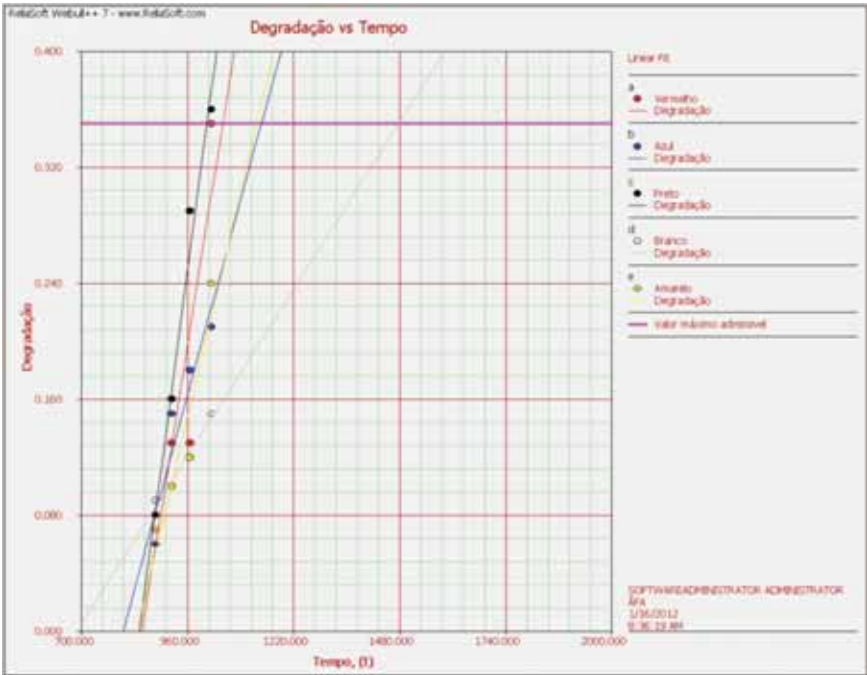 ReliaSoft Weibull++ 7 - www.ReliaSoft.com
Degradação vs Tempo
0.400
0.320
0.240
0.160
0.080
0.000
Degradação
700.000
960.000
1220.000
1480.000
1740.000
2000.000
Tempo, (t)
Linear Fit
a
Vermelho
Degradação
b
Azul
Degradação
c
Preto
Degradação
d
Branco
Degradação
e
Amarelo
Degradação
Valor máximo admissível
SOFTWAREADMINISTRATOR ADMINISTRATOR
1/16/2012